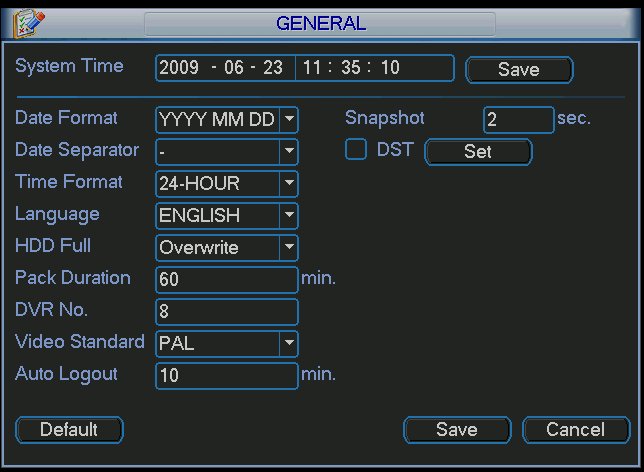 GENERAL
System Time 2009 - 06 - 23 11 : 35 : 10 Save
Date Format YYYY MM DD Snapshot 2 sec.
Date Separator - DST Set
Time Format 24-HOUR
Language ENGLISH
HDD Full Overwrite
Pack Duration 60 min.
DVR No. 8
Video Standard PAL
Auto Logout 10 min.
Default Save Cancel